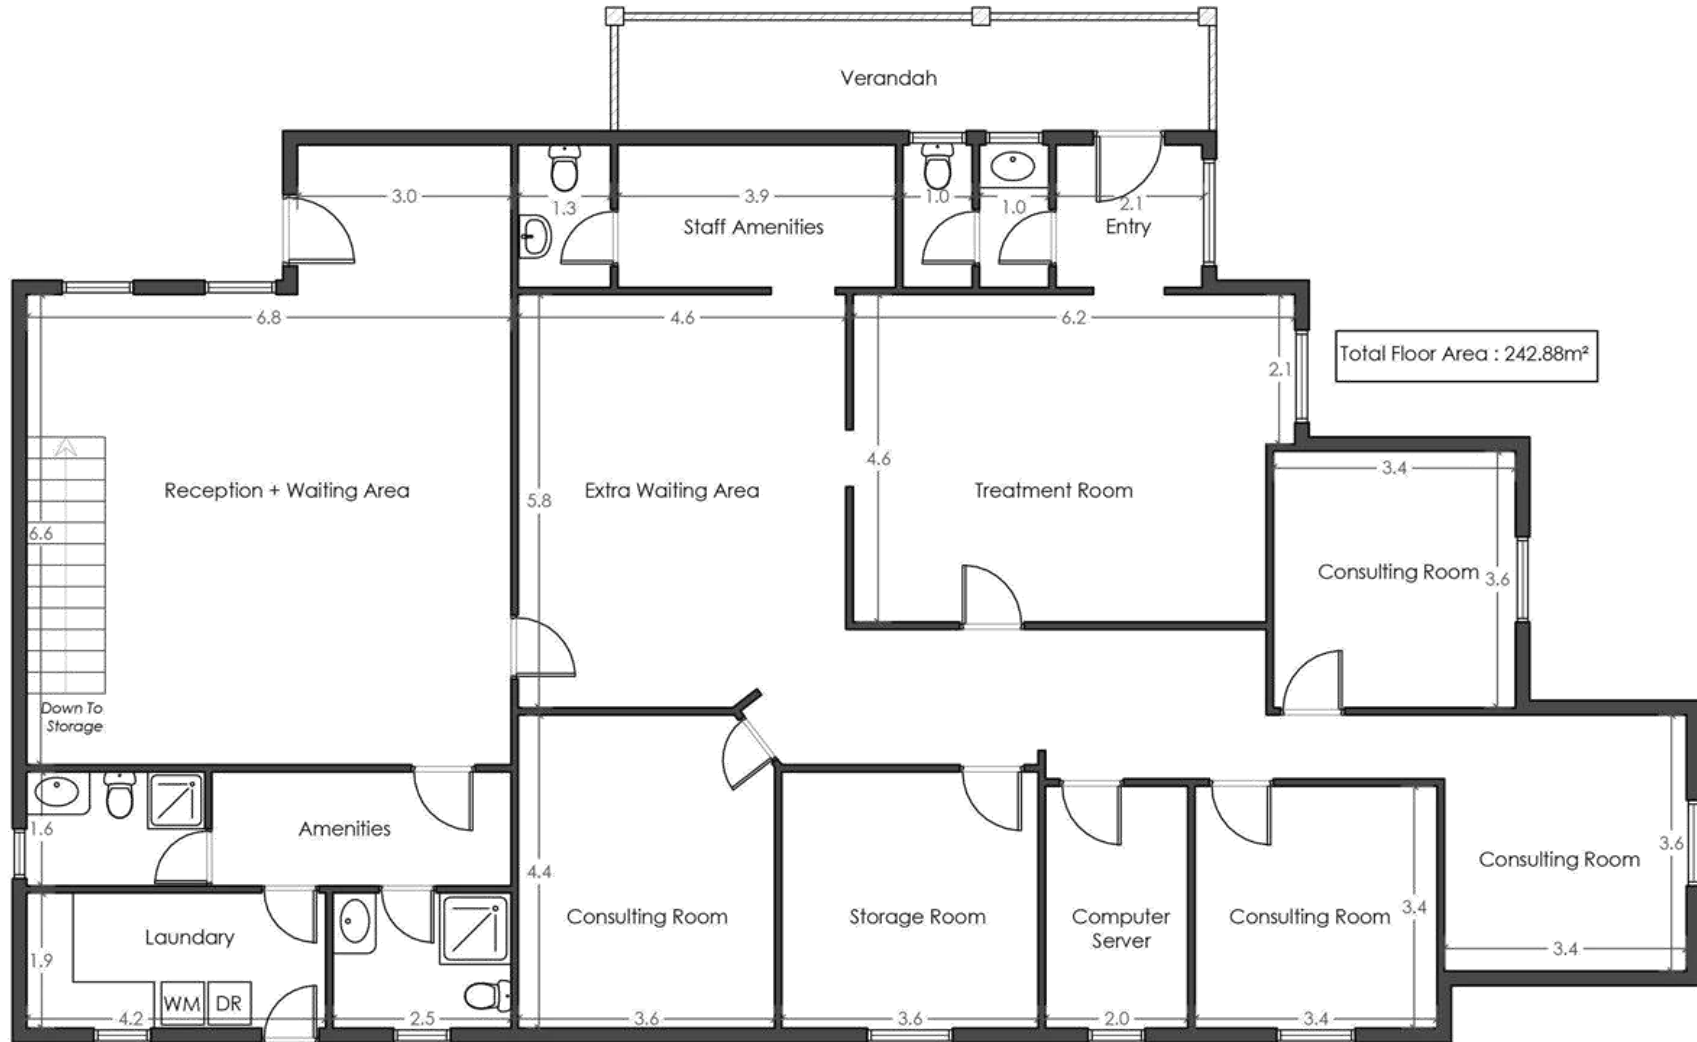 Verandah
3.0
1.3
3.9
1.0
1.0
2.1
Staff Amenities
Entry
6.8
4.6
6.2
Total Floor Area : 242.88m²
2.1
4.6
3.4
Reception + Waiting Area
Extra Waiting Area
5.8
Treatment Room
6.6
Consulting Room
3.6
Down To
Storage
1.6
Amenities
3.6
Consulting Room
4.4
Consulting Room
Storage Room
Computer
Server
Consulting Room
3.4
Laundary
1.9
3.4
WM
DR
4.2
2.5
3.6
3.6
2.0
3.4